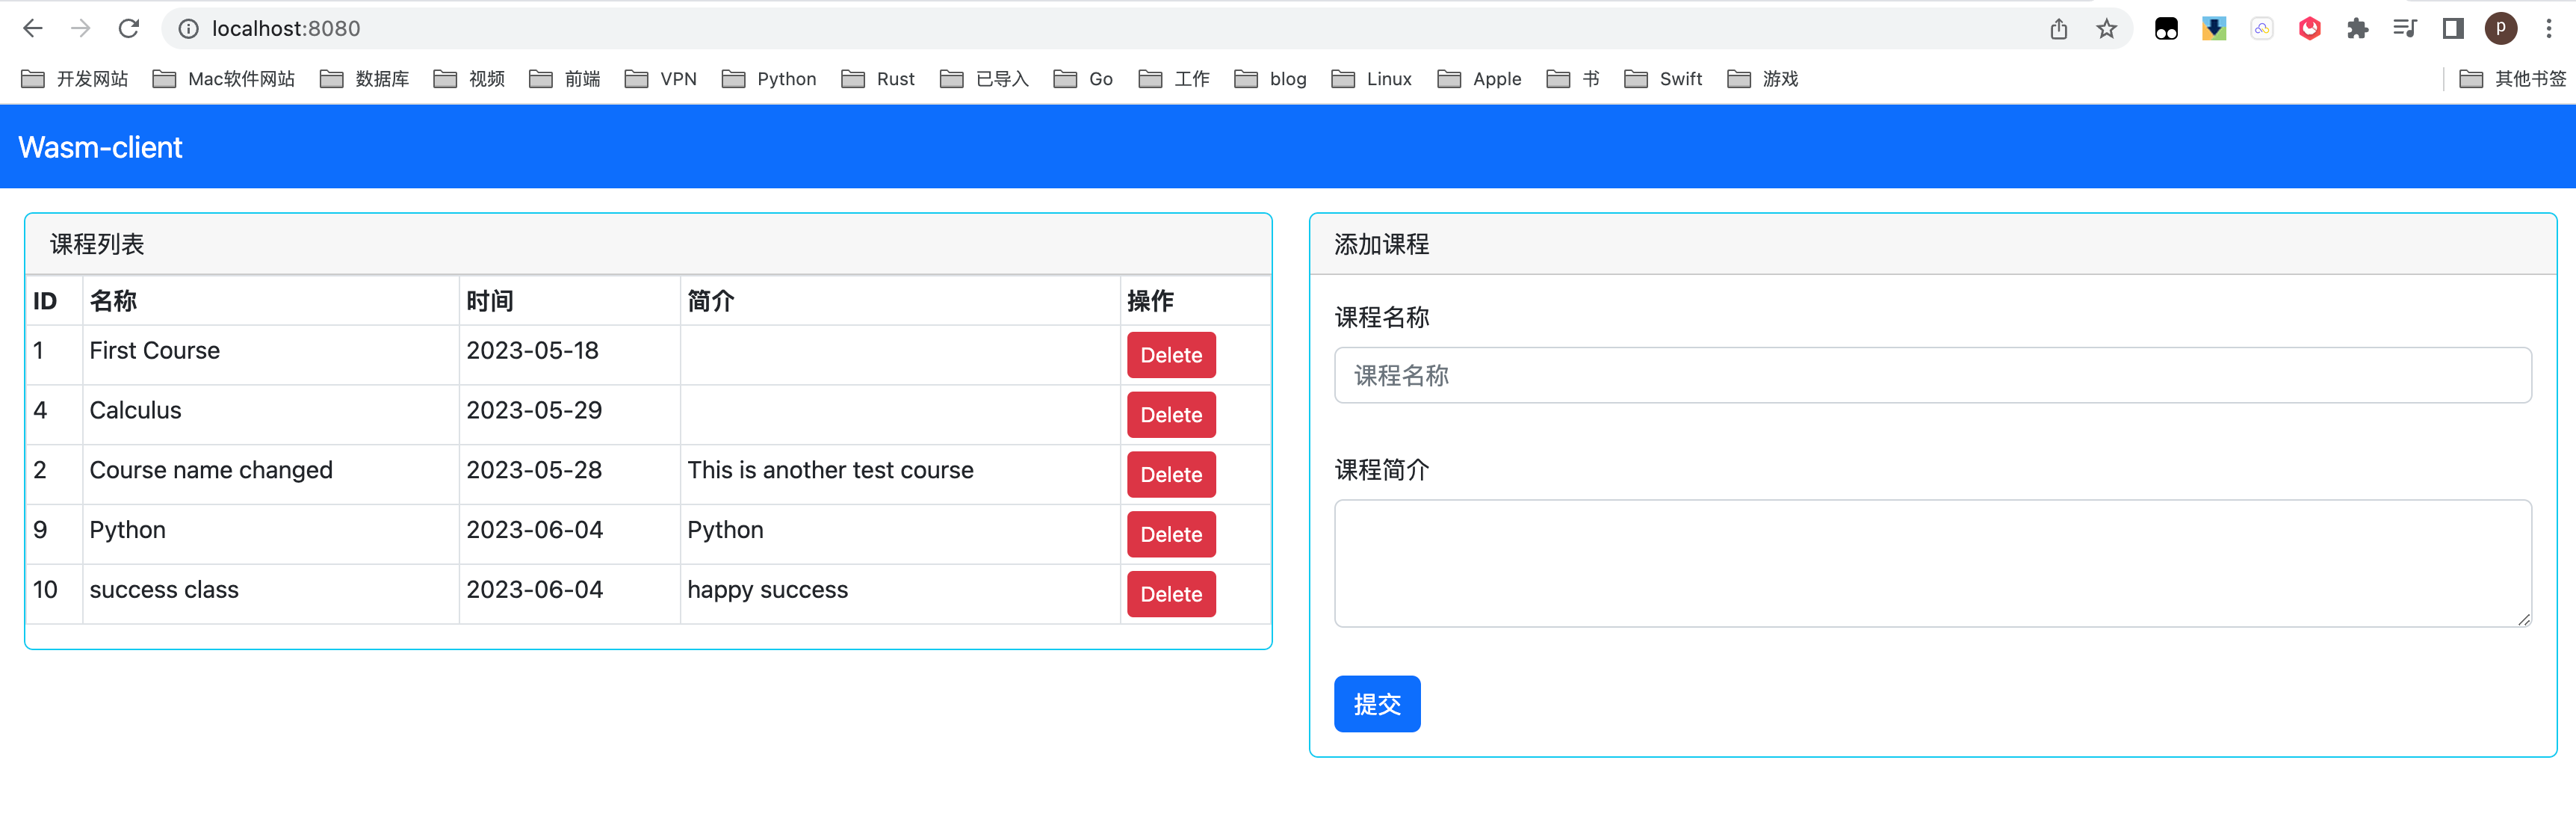 localhost:8080
P
开发网站 Mac软件网站 数据库 视频 前端 VPN Python Rust 已导入 Go 工作 blog Linux Apple 书 Swift 游戏 其他书签
Wasm-client
课程列表
ID 名称 时间 简介 操作
1 First Course 2023-05-18 Delete
4 Calculus 2023-05-29 Delete
2 Course name changed 2023-05-28 This is another test course Delete
9 Python 2023-06-04 Python Delete
10 success class 2023-06-04 happy success Delete
添加课程
课程名称
课程名称
课程简介
提交